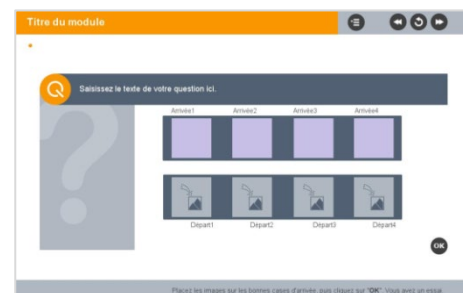 Titre du module
Q
Saisissez le texte de votre question ici.
Arrivée1 Arrivée2 Arrivée3 Arrivée4
Départ1 Départ2 Départ3 Départ4
OK
Placez les images sur les bonnes cases d'arrivée, puis cliquez sur "OK". Vous avez un essai.